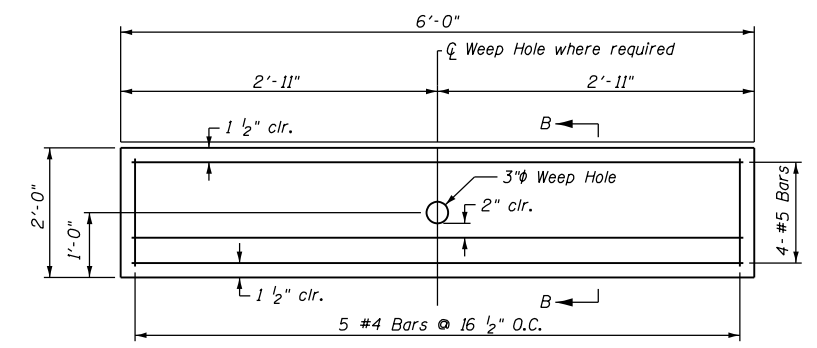 6'-0"
℄ Weep Hole where required
2'-11"
2'-11"
B
1 1/2" clr.
3"ϕ Weep Hole
2" clr.
2'-0"
1'-0"
4-#5 Bars
1 1/2" clr.
B
5 #4 Bars @ 16 1/2" O.C.